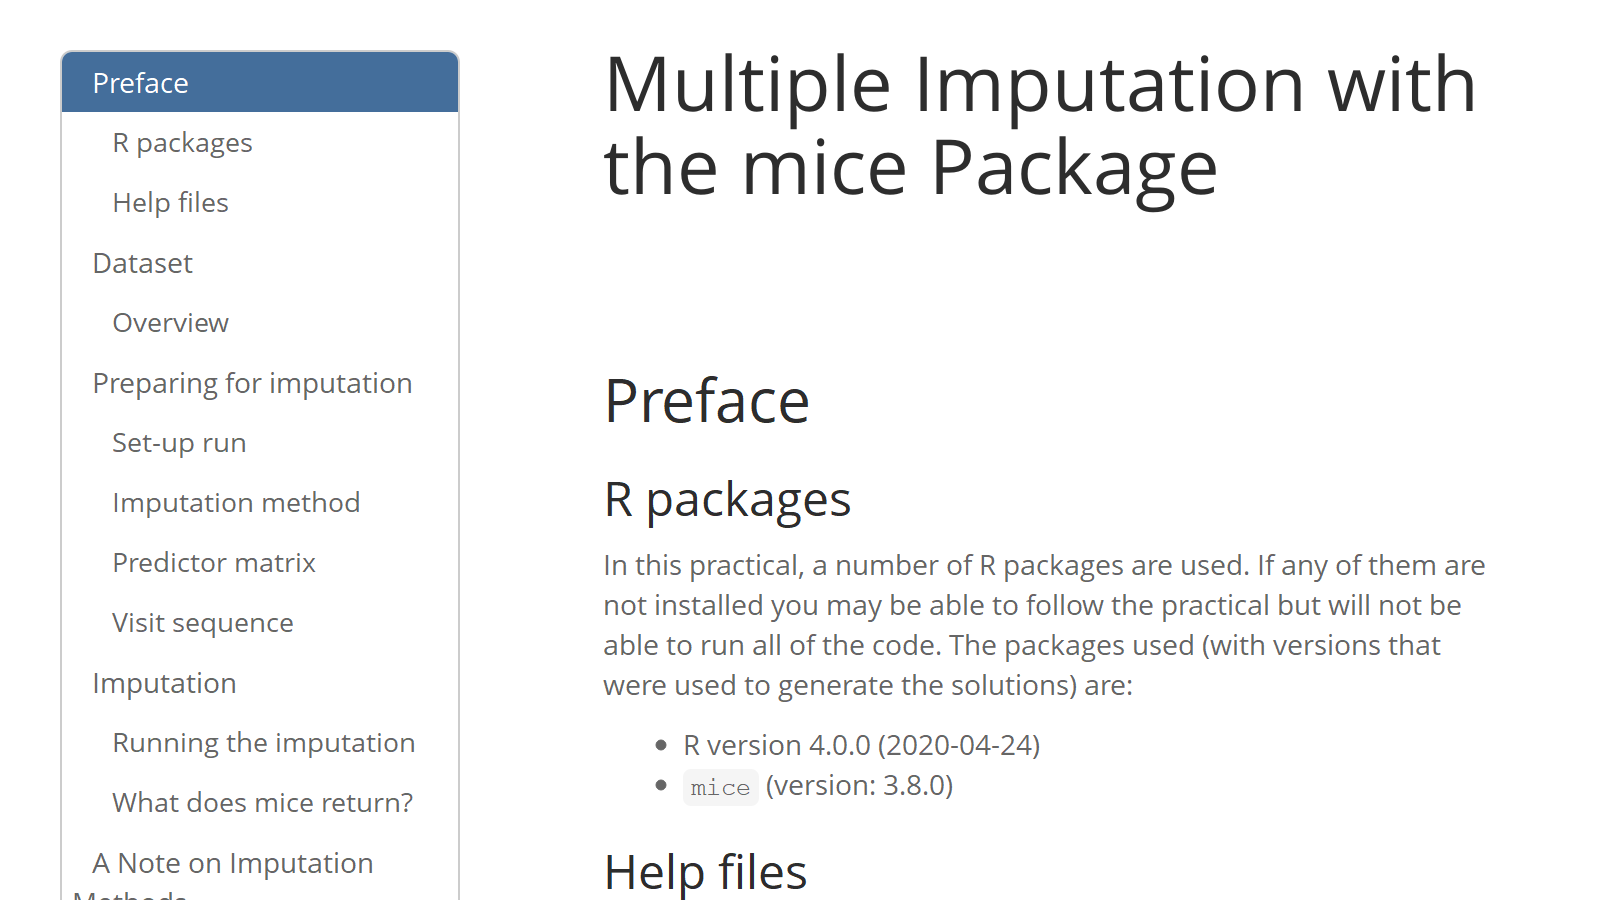 Preface
R packages
Help files
Dataset
Overview
Preparing for imputation
Set-up run
Imputation method
Predictor matrix
Visit sequence
Imputation
Running the imputation
What does mice return?
A Note on Imputation
Methods
Multiple Imputation with
the mice Package
Preface
R packages
In this practical, a number of R packages are used. If any of them are
not installed you may be able to follow the practical but will not be
able to run all of the code. The packages used (with versions that
were used to generate the solutions) are:
• R version 4.0.0 (2020-04-24)
• mice (version: 3.8.0)
Help files